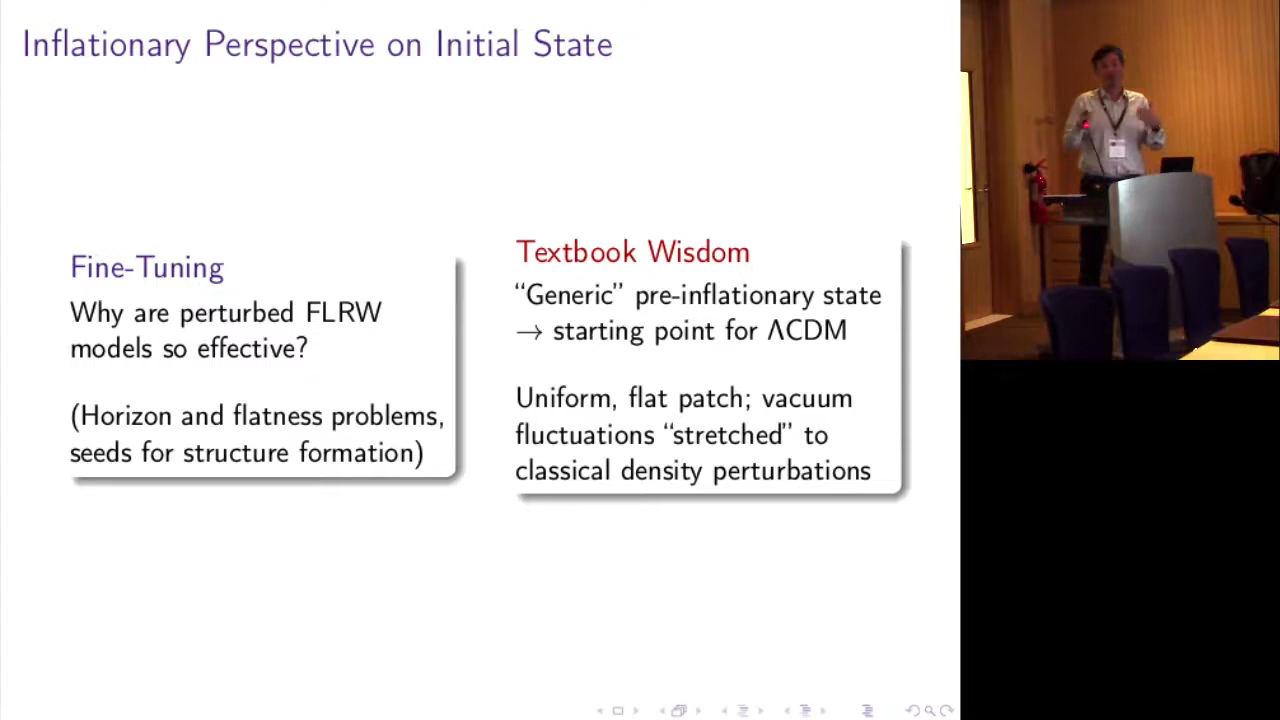 Inflationary Perspective on Initial State
Fine-Tuning
Why are perturbed FLRW
models so effective?
(Horizon and flatness problems,
seeds for structure formation)
Textbook Wisdom
“Generic” pre-inflationary state
→ starting point for ΛCDM
Uniform, flat patch; vacuum
fluctuations “stretched” to
classical density perturbations